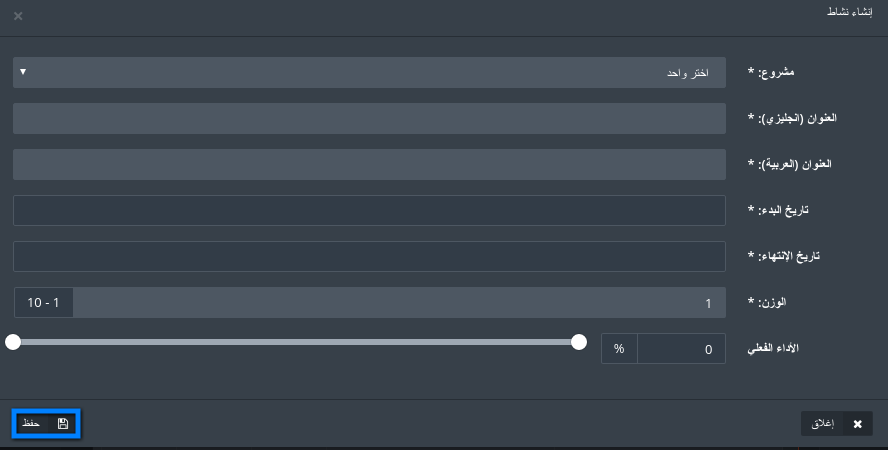 إنشاء نشاط
مشروع: *
اختر واحد
العنوان (انجليزي): *
العنوان (العربية): *
تاريخ البدء: *
تاريخ الإنتهاء: *
الوزن: *
1
1 - 10
الأداء الفعلي
0
%
إغلاق
حفظ